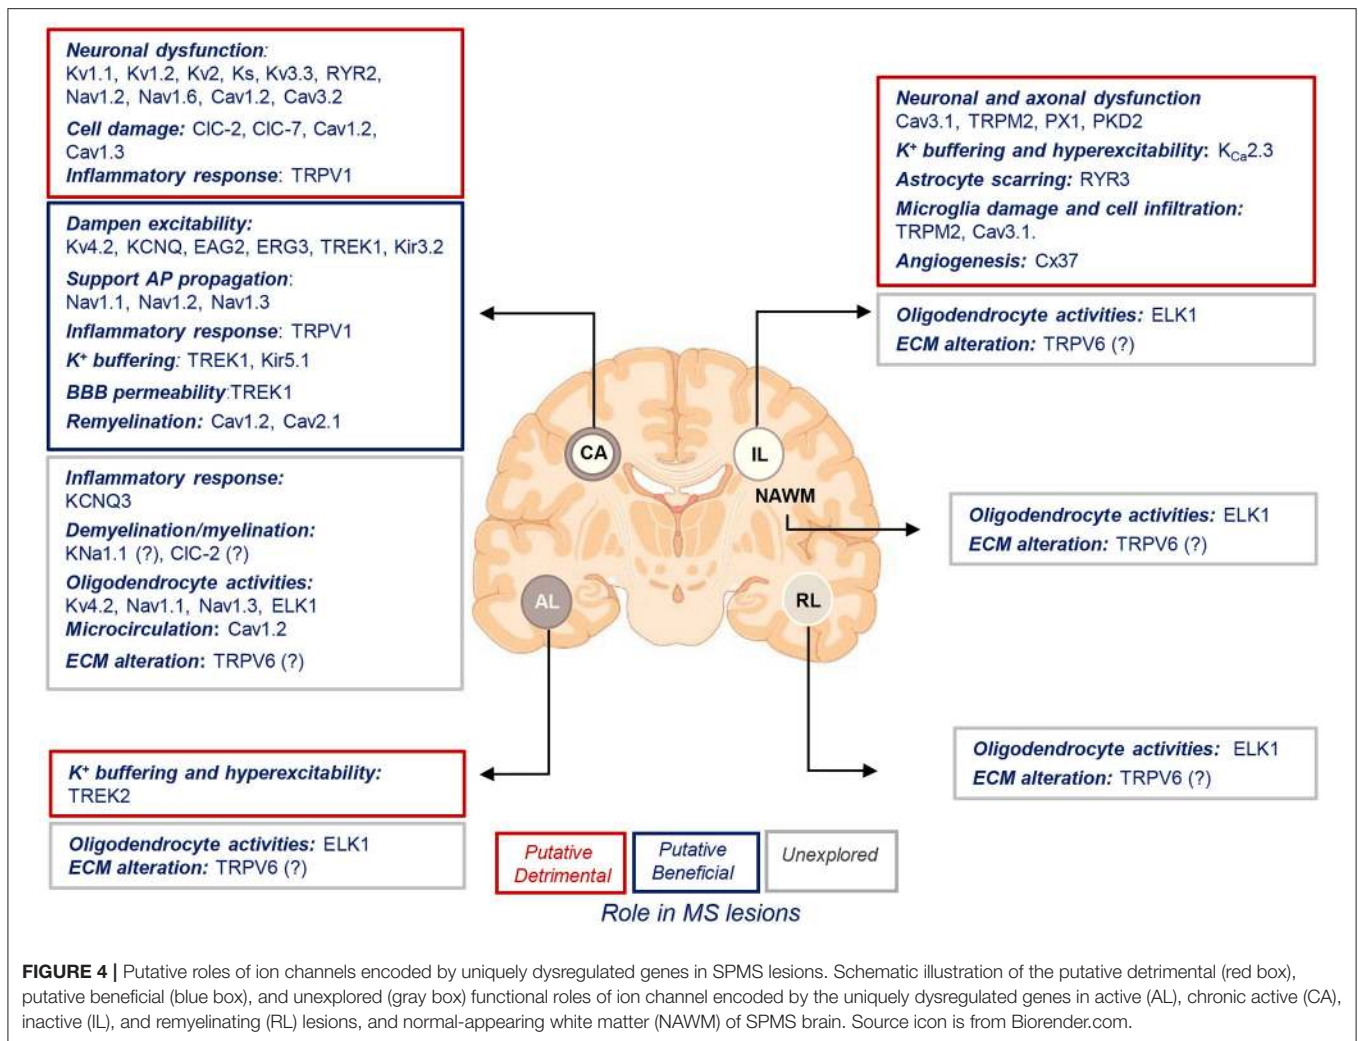 Neuronal dysfunction:
Kv1.1, Kv1.2, Kv2, Ks, Kv3.3, RYR2,
Nav1.2, Nav1.6, Cav1.2, Cav3.2
Cell damage: ClC-2, ClC-7, Cav1.2,
Cav1.3
Inflammatory response: TRPV1
Dampen excitability:
Kv4.2, KCNQ, EAG2, ERG3, TREK1, Kir3.2
Support AP propagation:
Nav1.1, Nav1.2, Nav1.3
Inflammatory response: TRPV1
K⁺ buffering: TREK1, Kir5.1
BBB permeability:TREK1
Remyelination: Cav1.2, Cav2.1
Inflammatory response:
KCNQ3
Demyelination/myelination:
KNa1.1 (?), ClC-2 (?)
Oligodendrocyte activities:
Kv4.2, Nav1.1, Nav1.3, ELK1
Microcirculation: Cav1.2
ECM alteration: TRPV6 (?)
K⁺ buffering and hyperexcitability:
TREK2
Oligodendrocyte activities: ELK1
ECM alteration: TRPV6 (?)
CA
IL
NAWM
AL
RL
Neuronal and axonal dysfunction
Cav3.1, TRPM2, PX1, PKD2
K⁺ buffering and hyperexcitability: KCa2.3
Astrocyte scarring: RYR3
Microglia damage and cell infiltration:
TRPM2, Cav3.1.
Angiogenesis: Cx37
Oligodendrocyte activities: ELK1
ECM alteration: TRPV6 (?)
Oligodendrocyte activities: ELK1
ECM alteration: TRPV6 (?)
Oligodendrocyte activities: ELK1
ECM alteration: TRPV6 (?)
Putative
Detrimental
Putative
Beneficial
Unexplored
Role in MS lesions
FIGURE 4 | Putative roles of ion channels encoded by uniquely dysregulated genes in SPMS lesions. Schematic illustration of the putative detrimental (red box),
putative beneficial (blue box), and unexplored (gray box) functional roles of ion channel encoded by the uniquely dysregulated genes in active (AL), chronic active (CA),
inactive (IL), and remyelinating (RL) lesions, and normal-appearing white matter (NAWM) of SPMS brain. Source icon is from Biorender.com.